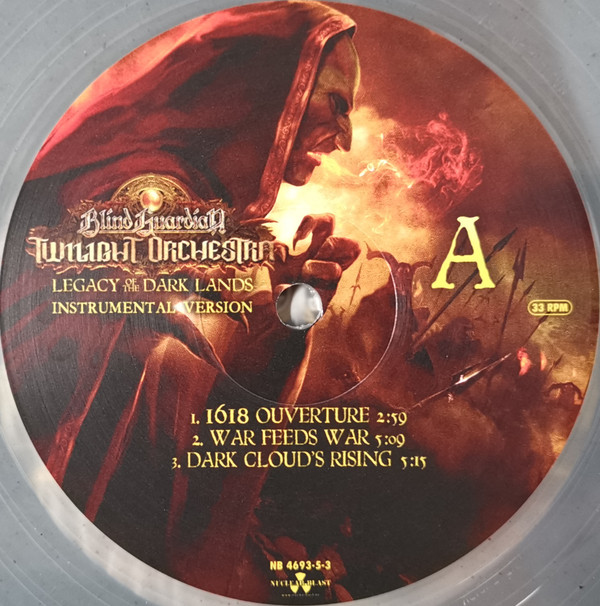 Blind Guardian
Twilight Orchestra
LEGACY OF THE DARK LANDS
INSTRUMENTAL VERSION
A
33 RPM
1. 1618 OUVERTURE 2:59
2. WAR FEEDS WAR 5:09
3. DARK CLOUD'S RISING 5:15
NB 4693-5-3
NUCLEAR BLAST